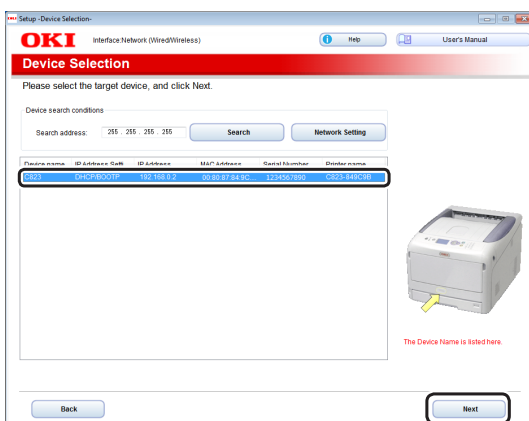 Setup -Device Selection-
OKI Interface:Network (Wired/Wireless) Help User's Manual
Device Selection
Please select the target device, and click Next.
Device search conditions
Search address: 255 . 255 . 255 . 255 Search Network Setting
Device name IP Address Setti IP Address MAC Address Serial Number Printer name
C823 DHCP/BOOTP 192.168.0.2 00:80:87:84:9C... 1234567890 C823-849C9B
The Device Name is listed here.
Back Next